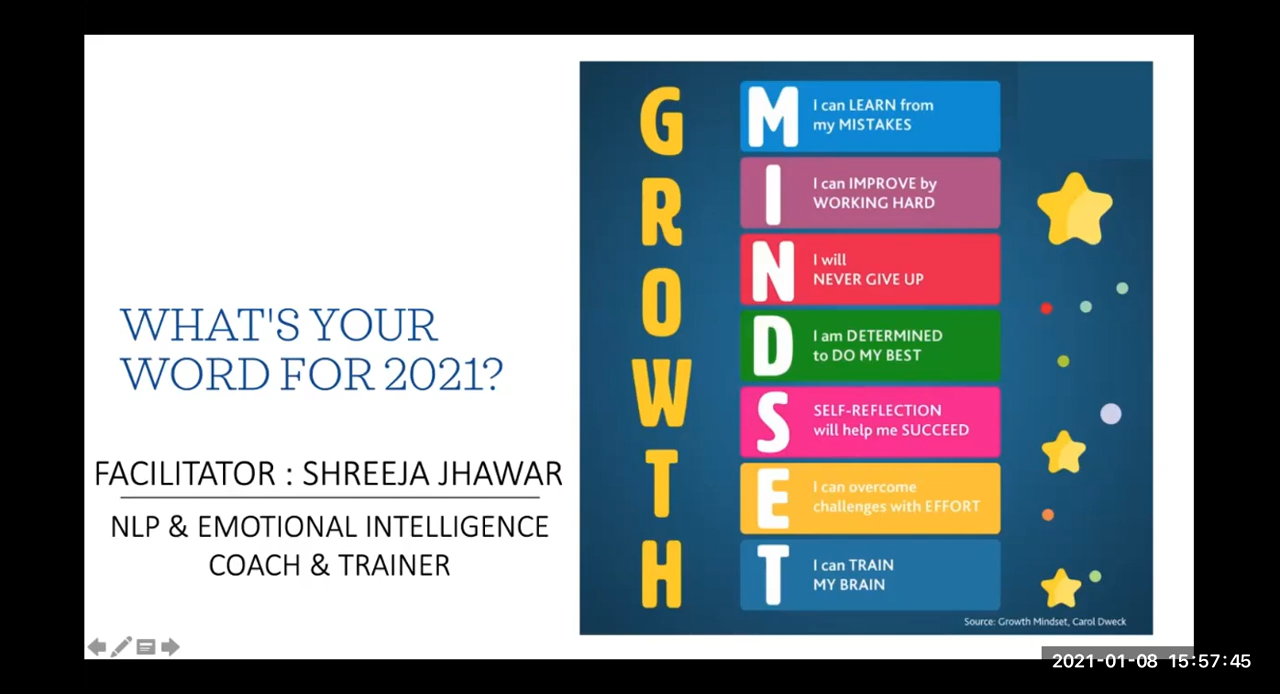 WHAT'S YOUR
WORD FOR 2021?
FACILITATOR : SHREEJA JHAWAR
NLP & EMOTIONAL INTELLIGENCE
COACH & TRAINER
G
R
O
W
T
H
M
I can LEARN from
my MISTAKES
I
I can IMPROVE by
WORKING HARD
N
I will
NEVER GIVE UP
D
I am DETERMINED
to DO MY BEST
S
SELF-REFLECTION
will help me SUCCEED
E
I can overcome
challenges with EFFORT
T
I can TRAIN
MY BRAIN
Source: Growth Mindset, Carol Dweck
2021-01-08 15:57:45